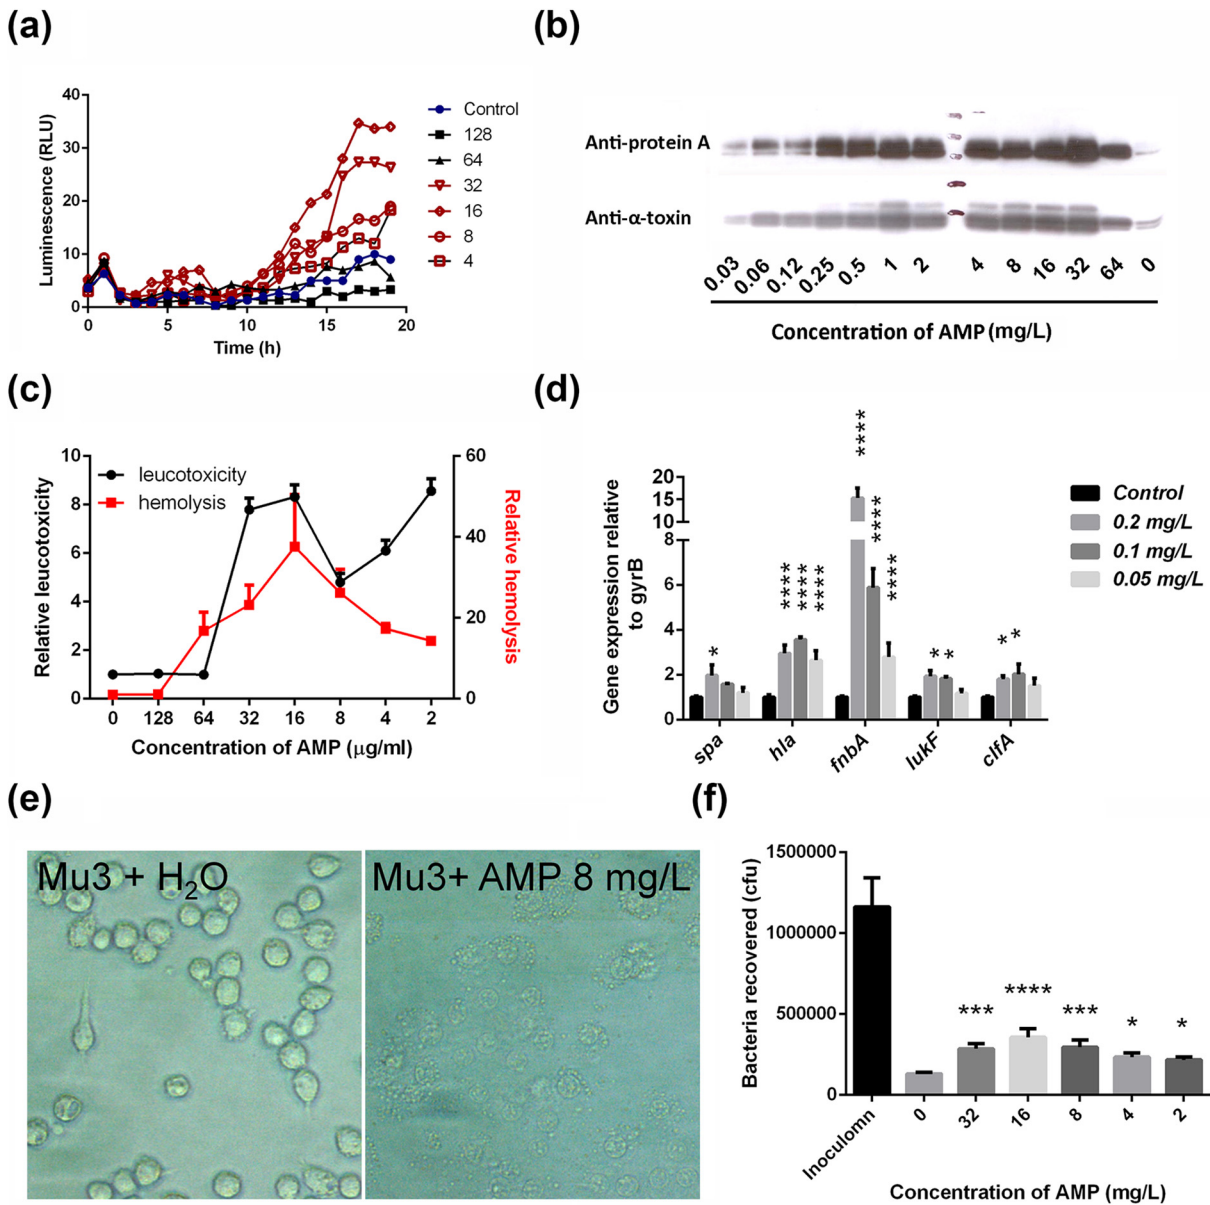 (a)
Luminescence (RLU)
40
30
20
10
0
0 5 10 15 20
Time (h)
Control
128
64
32
16
8
4
(b)
Anti-protein A
Anti-α-toxin
0.03 0.06 0.12 0.25 0.5 1 2 4 8 16 32 64 0
Concentration of AMP (mg/L)
(c)
Relative leucotoxicity
10
8
6
4
2
0
leucotoxicity
hemolysis
60
40
20
0
Relative hemolysis
0 128 64 32 16 8 4 2
Concentration of AMP (μg/ml)
(d)
Gene expression relative
to gyrB
20
15
10
8
6
4
2
0
*
****
****
****
****
****
****
* *
* *
spa hla fnbA lukF clfA
Control
0.2 mg/L
0.1 mg/L
0.05 mg/L
(e)
Mu3 + H₂O
Mu3+ AMP 8 mg/L
(f)
Bacteria recovered (cfu)
1500000
1000000
500000
0
*** **** *** * *
Inoculomn 0 32 16 8 4 2
Concentration of AMP (mg/L)